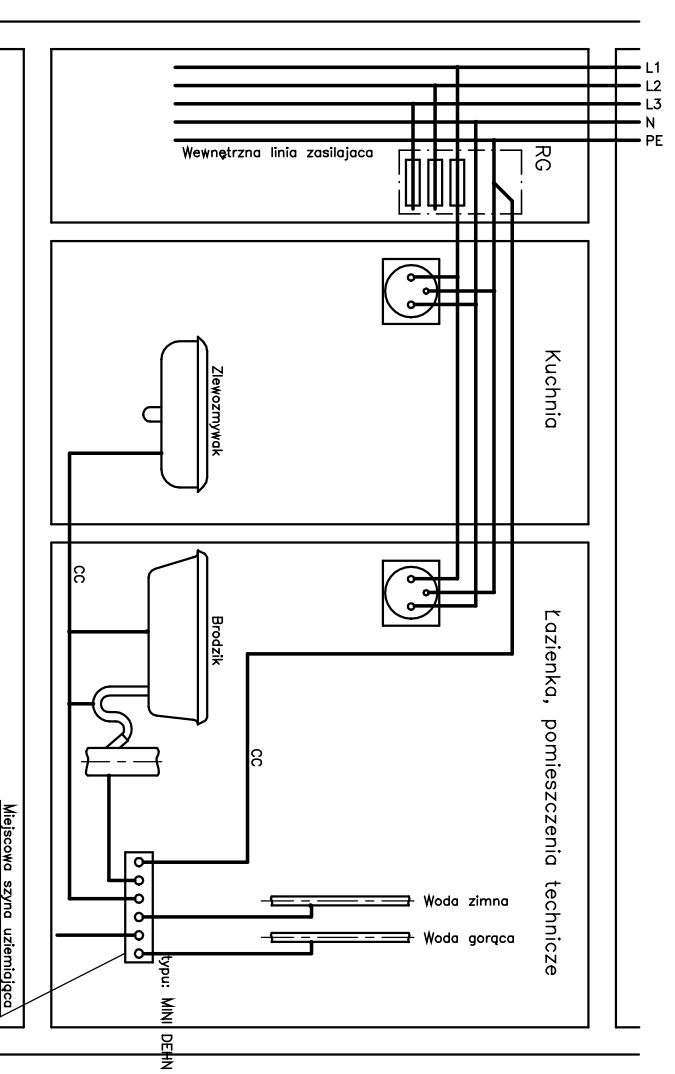 L1
L2
L3
N
PE
Wewnętrzna linia zasilajaca
RG
Kuchnia
Zlewozmywak
CC
Brodzik
Łazienka, pomieszczenia techniczne
CC
Woda zimna
Woda gorąca
typu: MINI DEHN
Miejscowa szyna uziemiająca